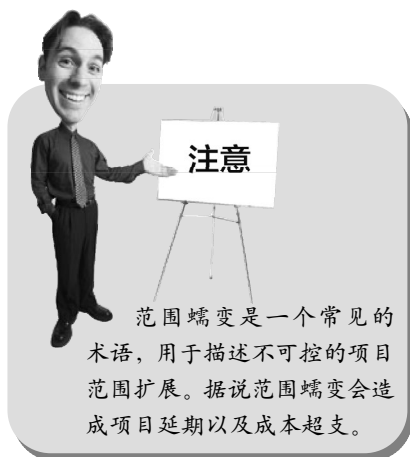 注意
范围蠕变是一个常见的
术语，用于描述不可控的项目
范围扩展。据说范围蠕变会造
成项目延期以及成本超支。